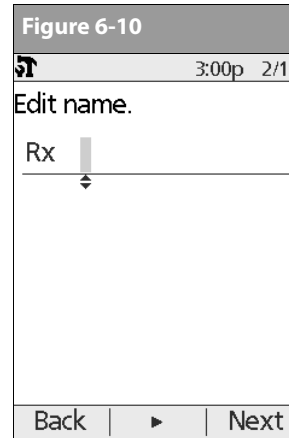 Figure 6-10
3:00p 2/1
Edit name.
Rx
Back | ► | Next